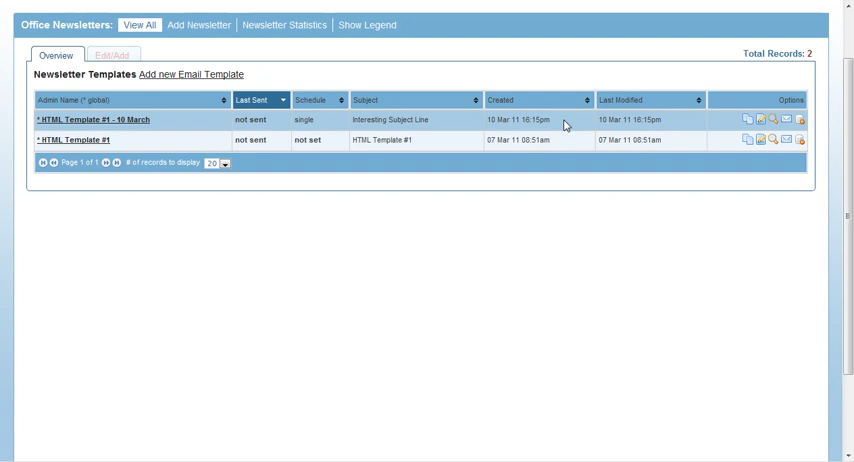 Office Newsletters: View All Add Newsletter Newsletter Statistics Show Legend
Overview Edit/Add Total Records: 2
Newsletter Templates Add new Email Template
Admin Name (* global) Last Sent Schedule Subject Created Last Modified Options
* HTML Template #1 - 10 March not sent single Interesting Subject Line 10 Mar 11 16:15pm 10 Mar 11 16:15pm
* HTML Template #1 not sent not set HTML Template #1 07 Mar 11 08:51am 07 Mar 11 08:51am
Page 1 of 1 # of records to display 20